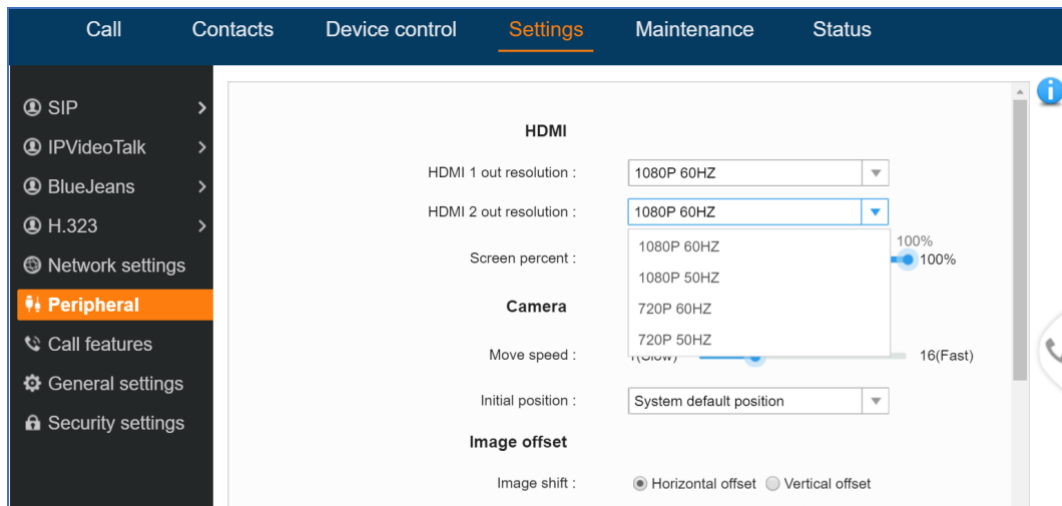 Call Contacts Device control Settings Maintenance Status
SIP
IPVideoTalk
BlueJeans
H.323
Network settings
Peripheral
Call features
General settings
Security settings
HDMI
HDMI 1 out resolution : 1080P 60HZ
HDMI 2 out resolution : 1080P 60HZ
1080P 60HZ
1080P 50HZ
720P 60HZ
720P 50HZ
100%
Screen percent : 100%
Camera
Move speed : 16(Fast)
Initial position : System default position
Image offset
Image shift : Horizontal offset Vertical offset